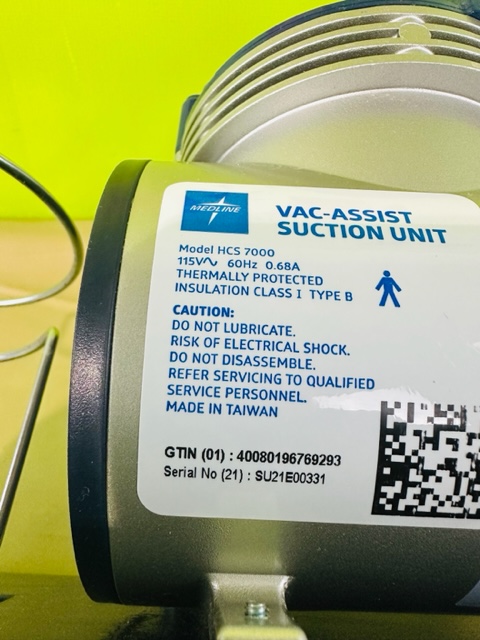 MEDLINE
VAC-ASSIST
SUCTION UNIT
Model HCS 7000
115V∿ 60Hz 0.68A
THERMALLY PROTECTED
INSULATION CLASS I TYPE B
CAUTION:
DO NOT LUBRICATE.
RISK OF ELECTRICAL SHOCK.
DO NOT DISASSEMBLE.
REFER SERVICING TO QUALIFIED
SERVICE PERSONNEL.
MADE IN TAIWAN
GTIN (01) : 40080196769293
Serial No (21) : SU21E00331